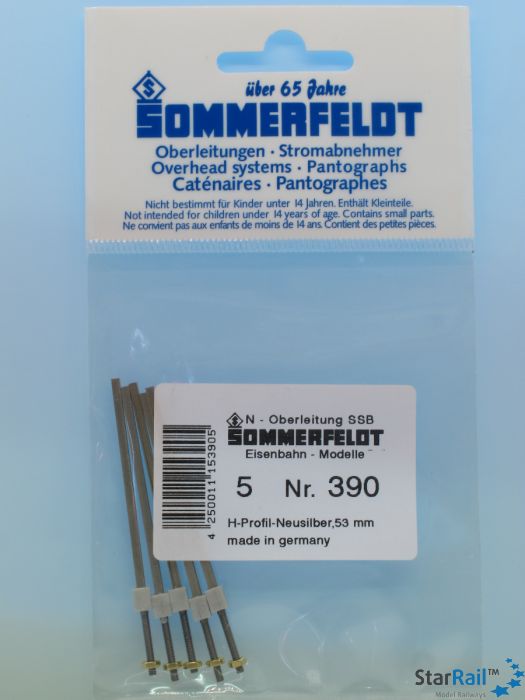 über 65 Jahre
S SOMMERFELDT
Oberleitungen · Stromabnehmer
Overhead systems · Pantographs
Caténaires · Pantographes
Nicht bestimmt für Kinder unter 14 Jahren. Enthält Kleinteile.
Not intended for children under 14 years of age. Contains small parts.
Ne convient pas aux enfants de moins de 14 ans. Contient des petites pièces.
S N - Oberleitung SSB
SOMMERFELDT
Eisenbahn - Modelle
5 Nr. 390
H-Profil-Neusilber,53 mm
made in germany
4 250011 153905
StarRail™
Model Railways